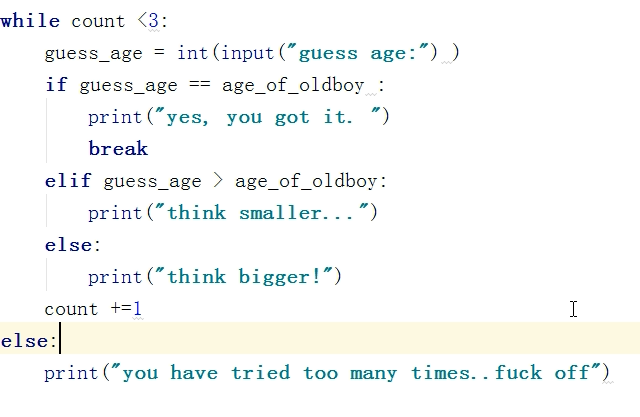 while count <3:
    guess_age = int(input("guess age:") )
    if guess_age == age_of_oldboy :
        print("yes, you got it. ")
        break
    elif guess_age > age_of_oldboy:
        print("think smaller...")
    else:
        print("think bigger!")
    count +=1
else:
    print("you have tried too many times..fuck off")